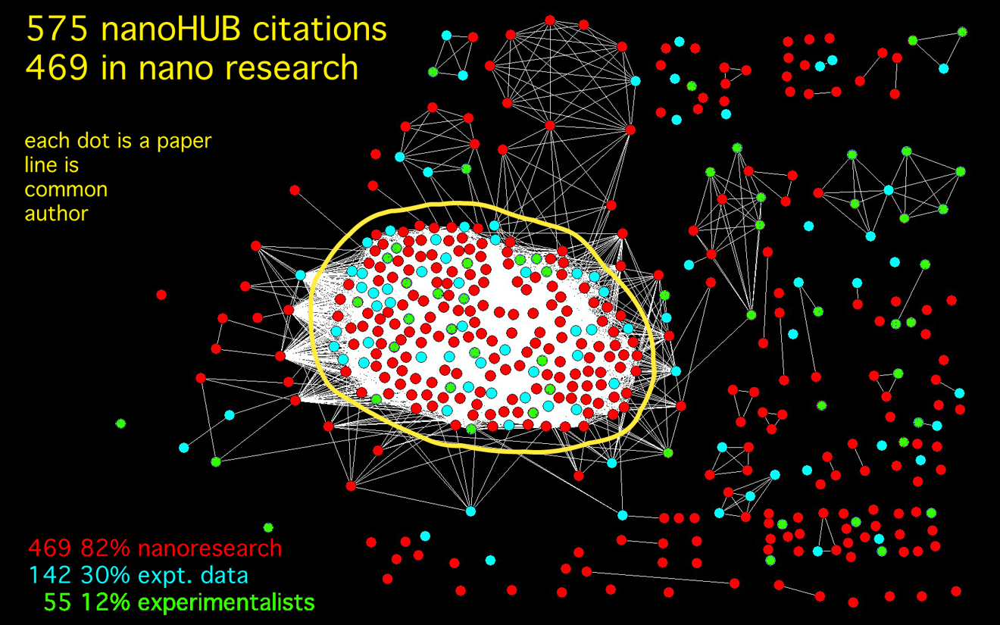 575 nanoHUB citations
469 in nano research
each dot is a paper
line is
common
author
469 82% nanoresearch
142 30% expt. data
55 12% experimentalists